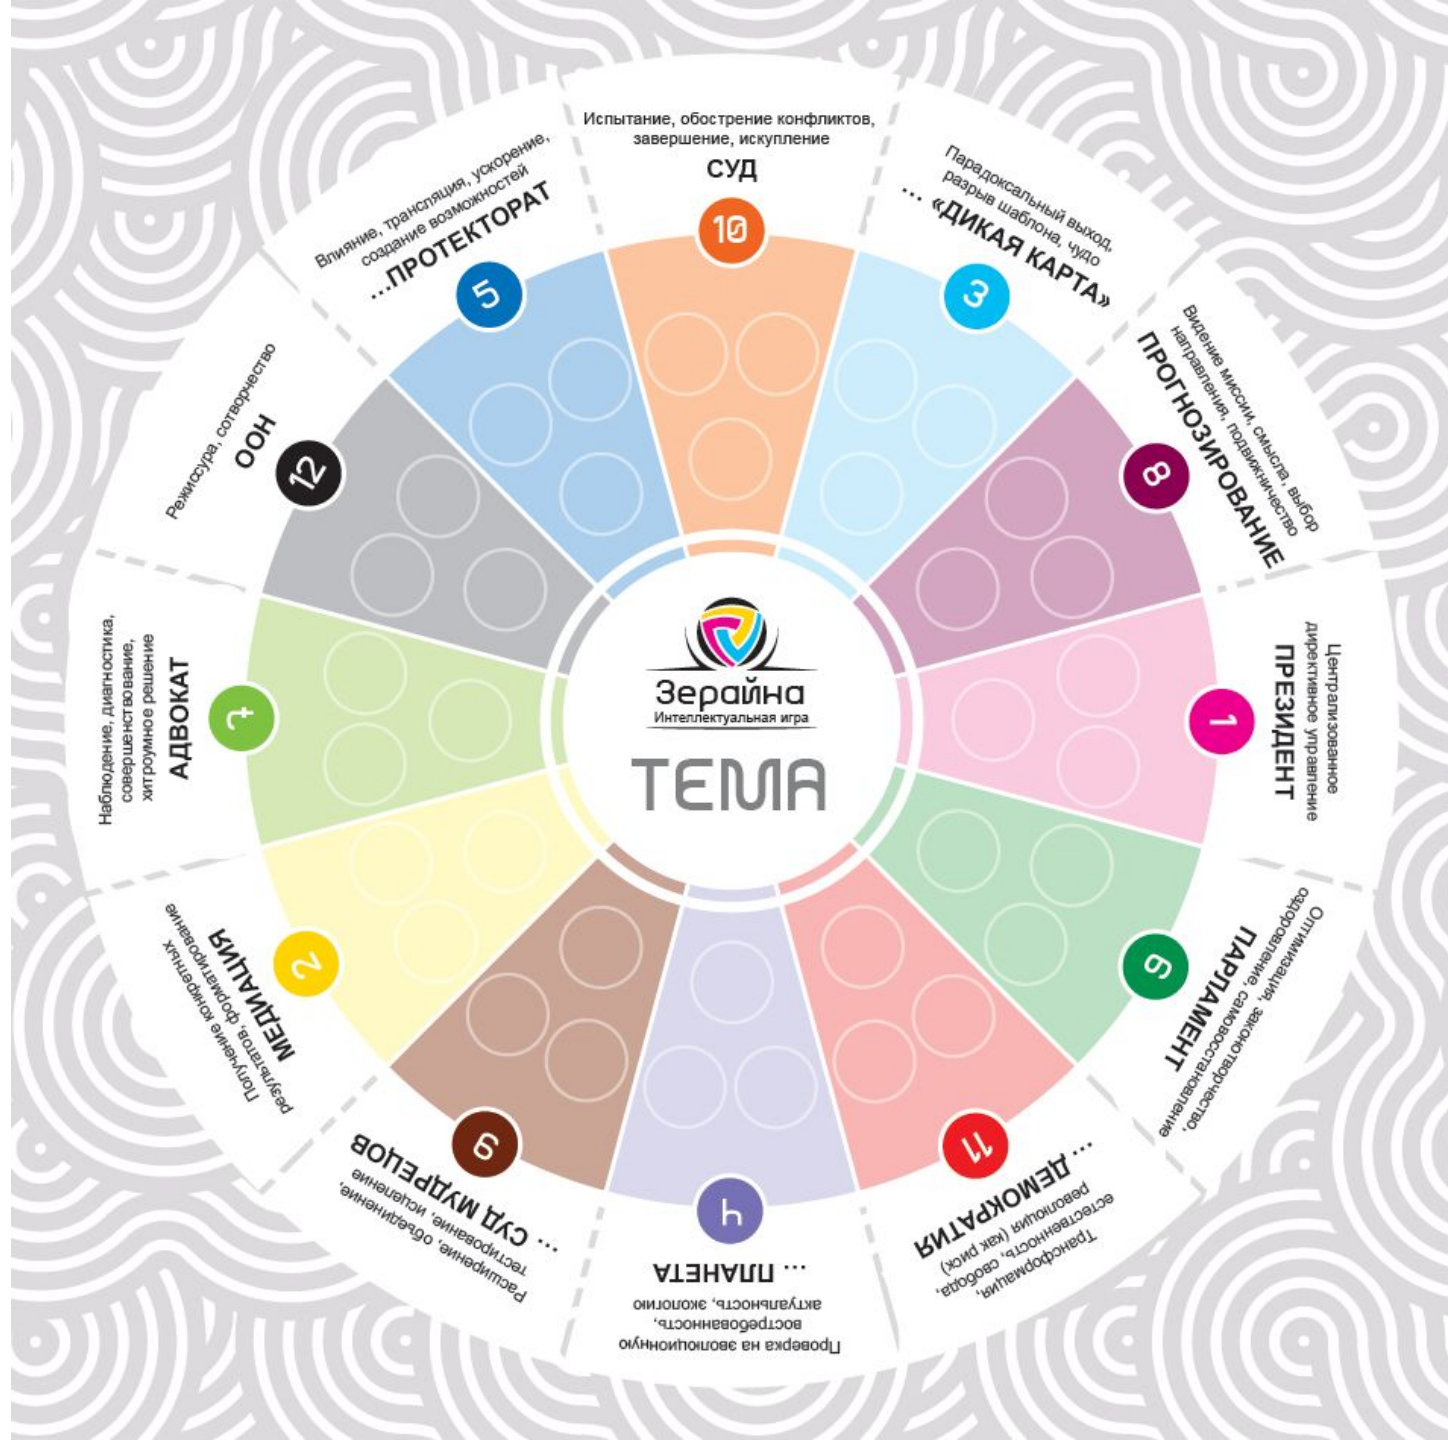 Испытание, обострение конфликтов,
завершение, искупление
СУД
10
Парадоксальный выход,
разрыв шаблона, чудо
... «ДИКАЯ КАРТА»
3
Видение миссии, смысла, выбор
направления, подвижничество
ПРОГНОЗИРОВАНИЕ
8
Централизованное
директивное управление
ПРЕЗИДЕНТ
1
Оптимизация, законотворчество,
оздоровление, самовосстановление
ПАРЛАМЕНТ
6
Трансформация,
естественность, свобода,
революция (как риск)
... ДЕМОКРАТИЯ
11
Проверка на эволюционную
востребованность,
актуальность, экологию
... ПЛАНЕТА
4
Расширение, объединение,
тестирование, исцеление
... СУД МУДРЕЦОВ
9
Получение конкретных
результатов, форматирование
МЕДИАЦИЯ
2
Наблюдение, диагностика,
совершенствование,
хитроумное решение
АДВОКАТ
7
Режиссура, сотворчество
ООН
12
Влияние, трансляция, ускорение,
создание возможностей
...ПРОТЕКТОРАТ
5
Зерайна
Интеллектуальная игра
ТЕМА